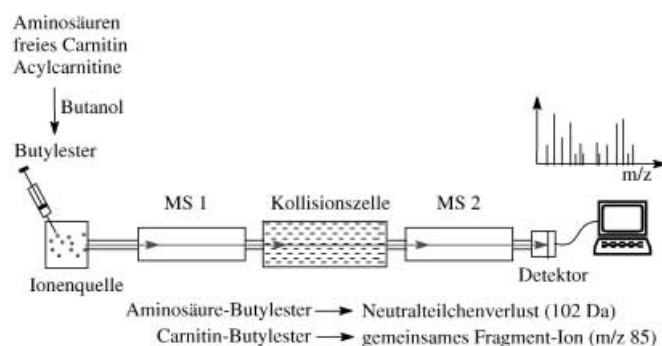 Aminosäuren
freies Carnitin
Acylcarnitine
Butanol
Butylester
m/z
MS 1
Kollisionszelle
MS 2
Ionenquelle
Detektor
Aminosäure-Butylester → Neutralteilchenverlust (102 Da)
Carnitin-Butylester → gemeinsames Fragment-Ion (m/z 85)